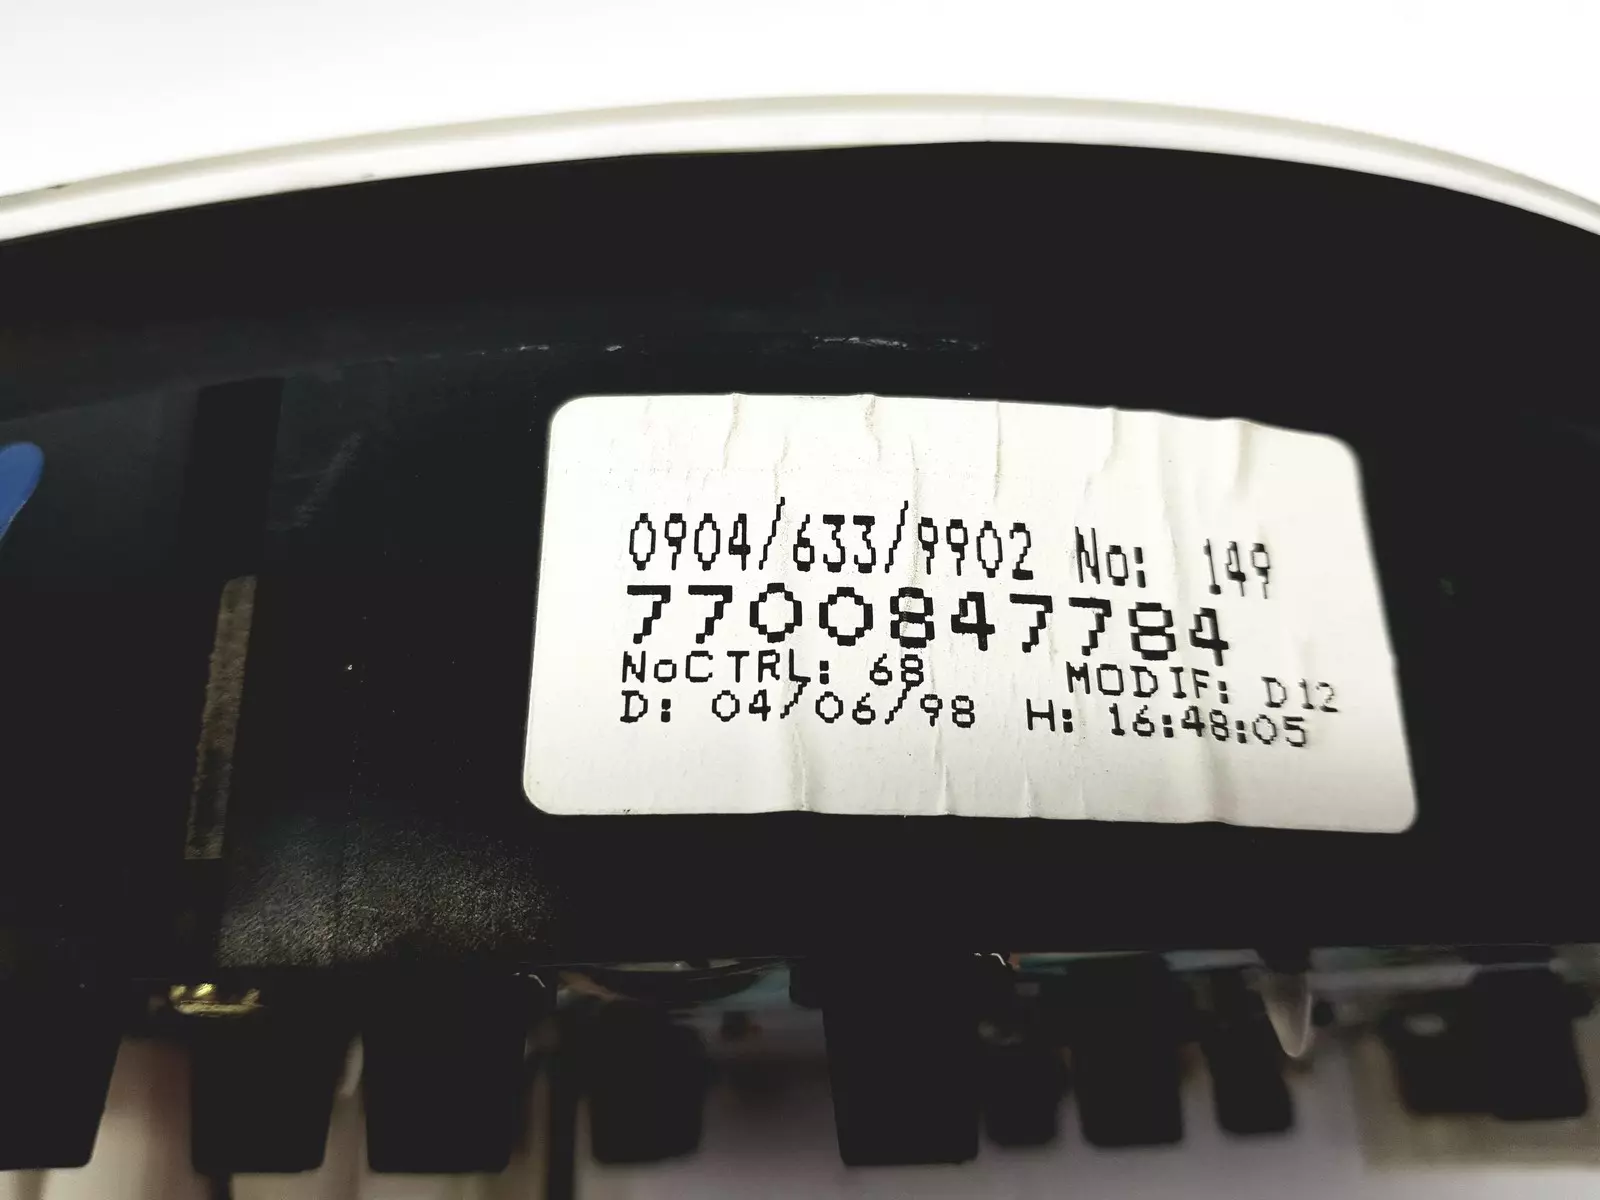 0904/633/9902 No: 149
7700847784
NoCTRL: 68 MODIF: D12
D: 04/06/98 H: 16:48:05